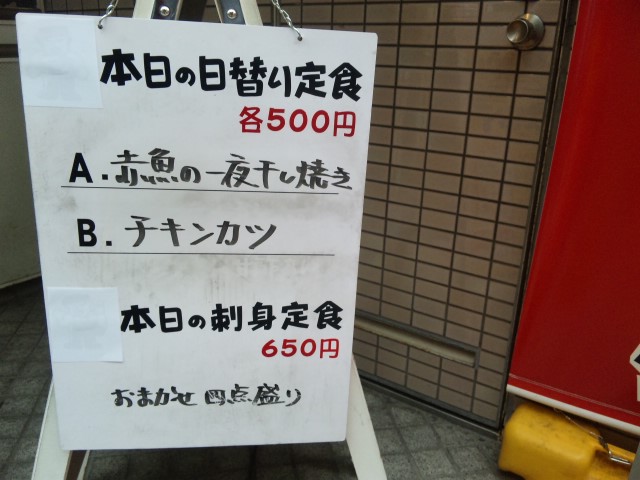 本日の日替り定食
各500円
A. 赤魚の一夜干し焼き
B. チキンカツ
本日の刺身定食
650円
おまかせ四点盛り